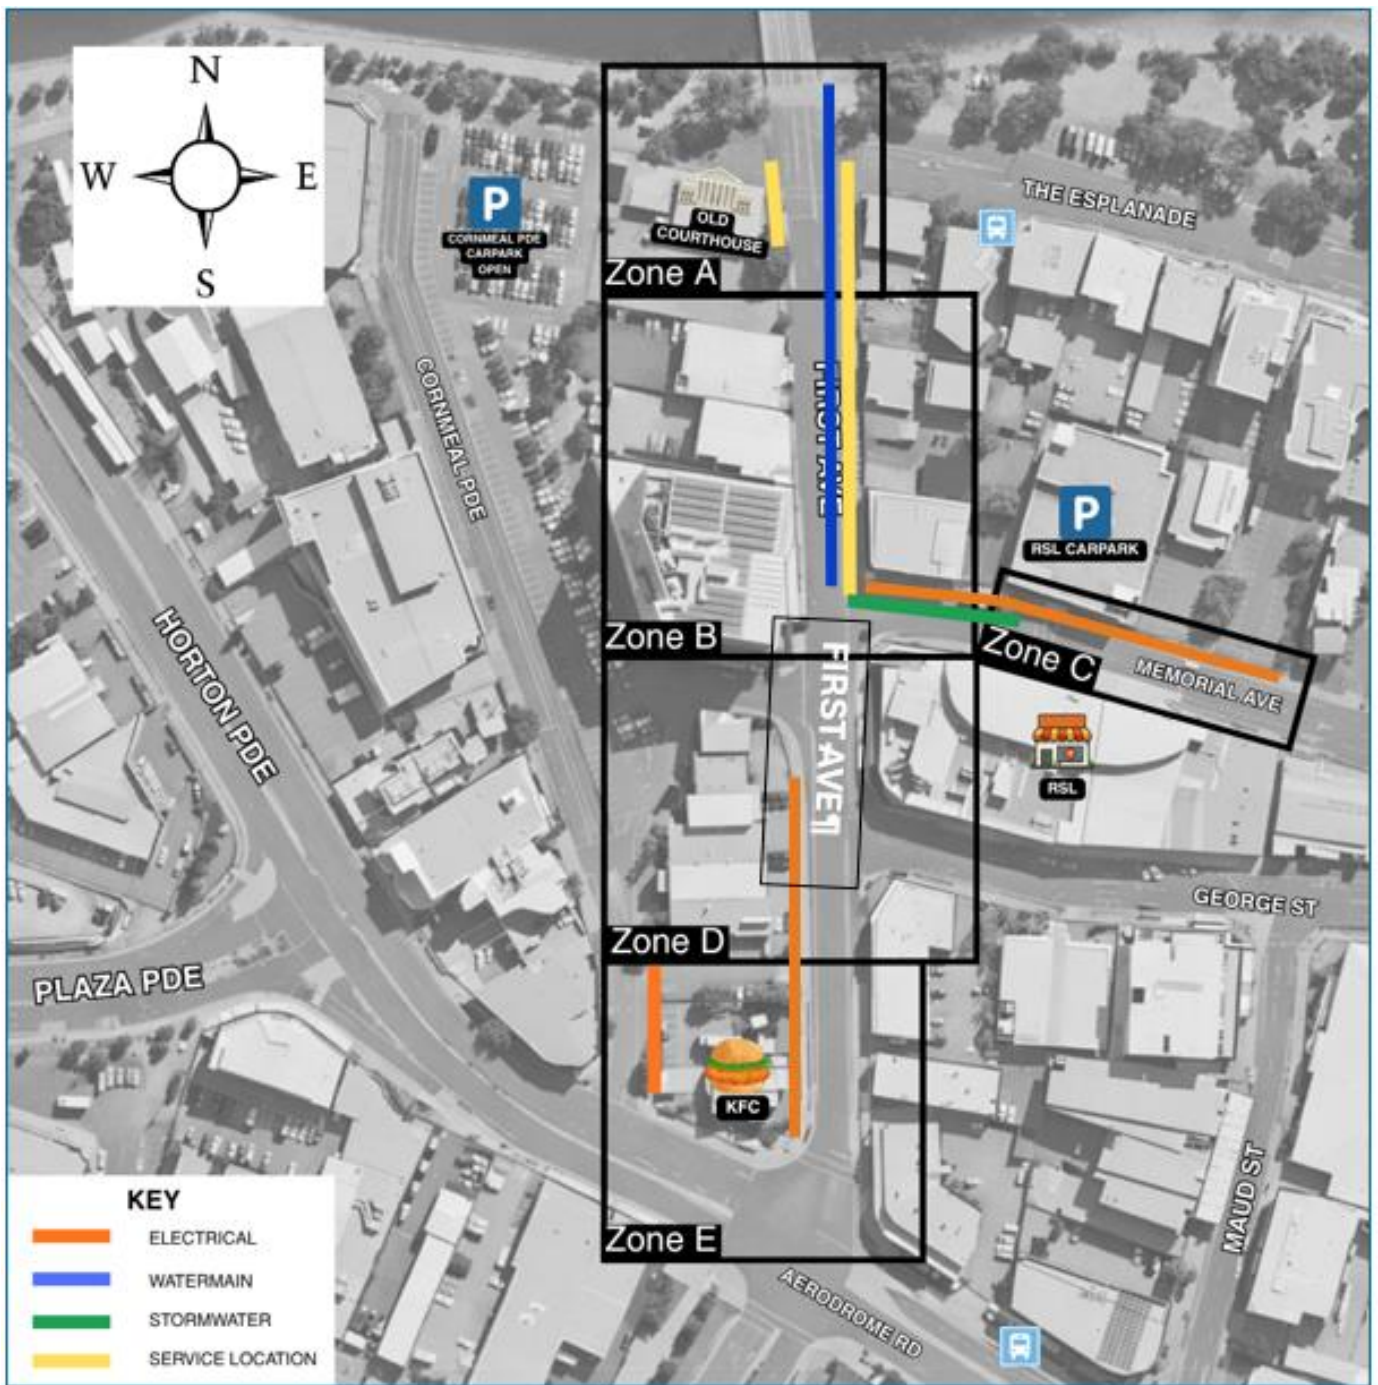 N
W
E
S
P
CORNMEAL PDE
CARPARK
OPEN
OLD
COURTHOUSE
THE ESPLANADE
Zone A
CORNMEAL PDE
FIRST AVE
P
RSL CARPARK
HORTON PDE
Zone B
Zone C
MEMORIAL AVE
FIRST AVE¶
RSL
GEORGE ST
Zone D
PLAZA PDE
KFC
MAUD ST
Zone E
AERODROME RD
KEY
ELECTRICAL
WATERMAIN
STORMWATER
SERVICE LOCATION